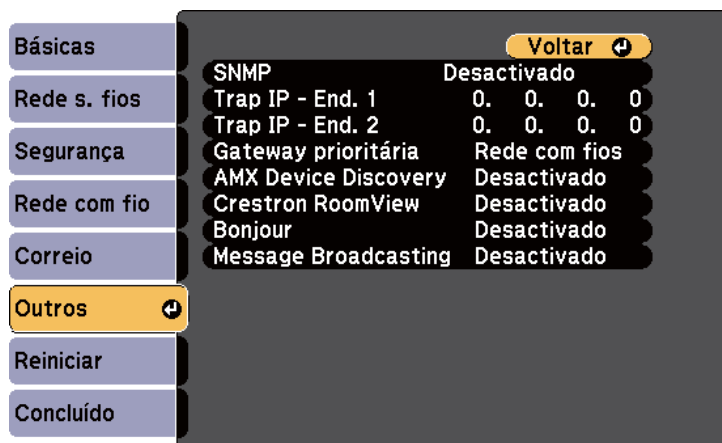 Básicas
Rede s. fios
Segurança
Rede com fio
Correio
Outros
Reiniciar
Concluído
Voltar
SNMP Desactivado
Trap IP - End. 1 0. 0. 0. 0
Trap IP - End. 2 0. 0. 0. 0
Gateway prioritária Rede com fios
AMX Device Discovery Desactivado
Crestron RoomView Desactivado
Bonjour Desactivado
Message Broadcasting Desactivado